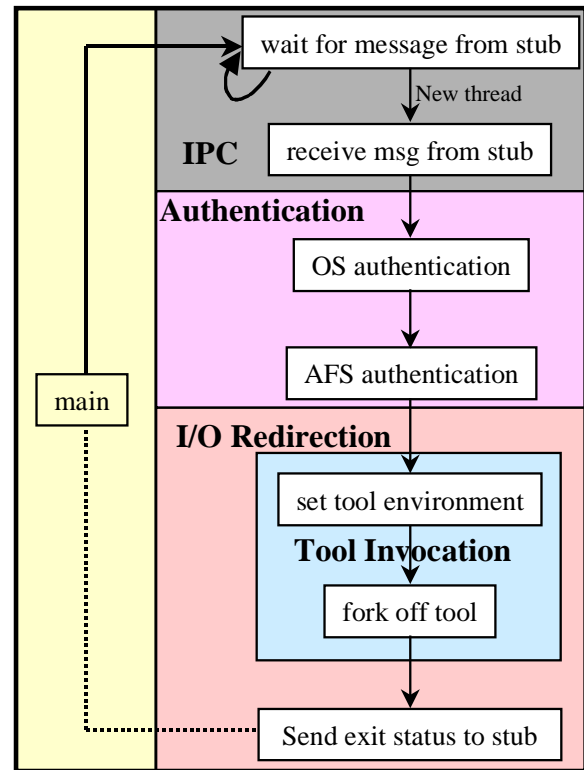 wait for message from stub
New thread
IPC
receive msg from stub
Authentication
OS authentication
AFS authentication
main
I/O Redirection
set tool environment
Tool Invocation
fork off tool
Send exit status to stub